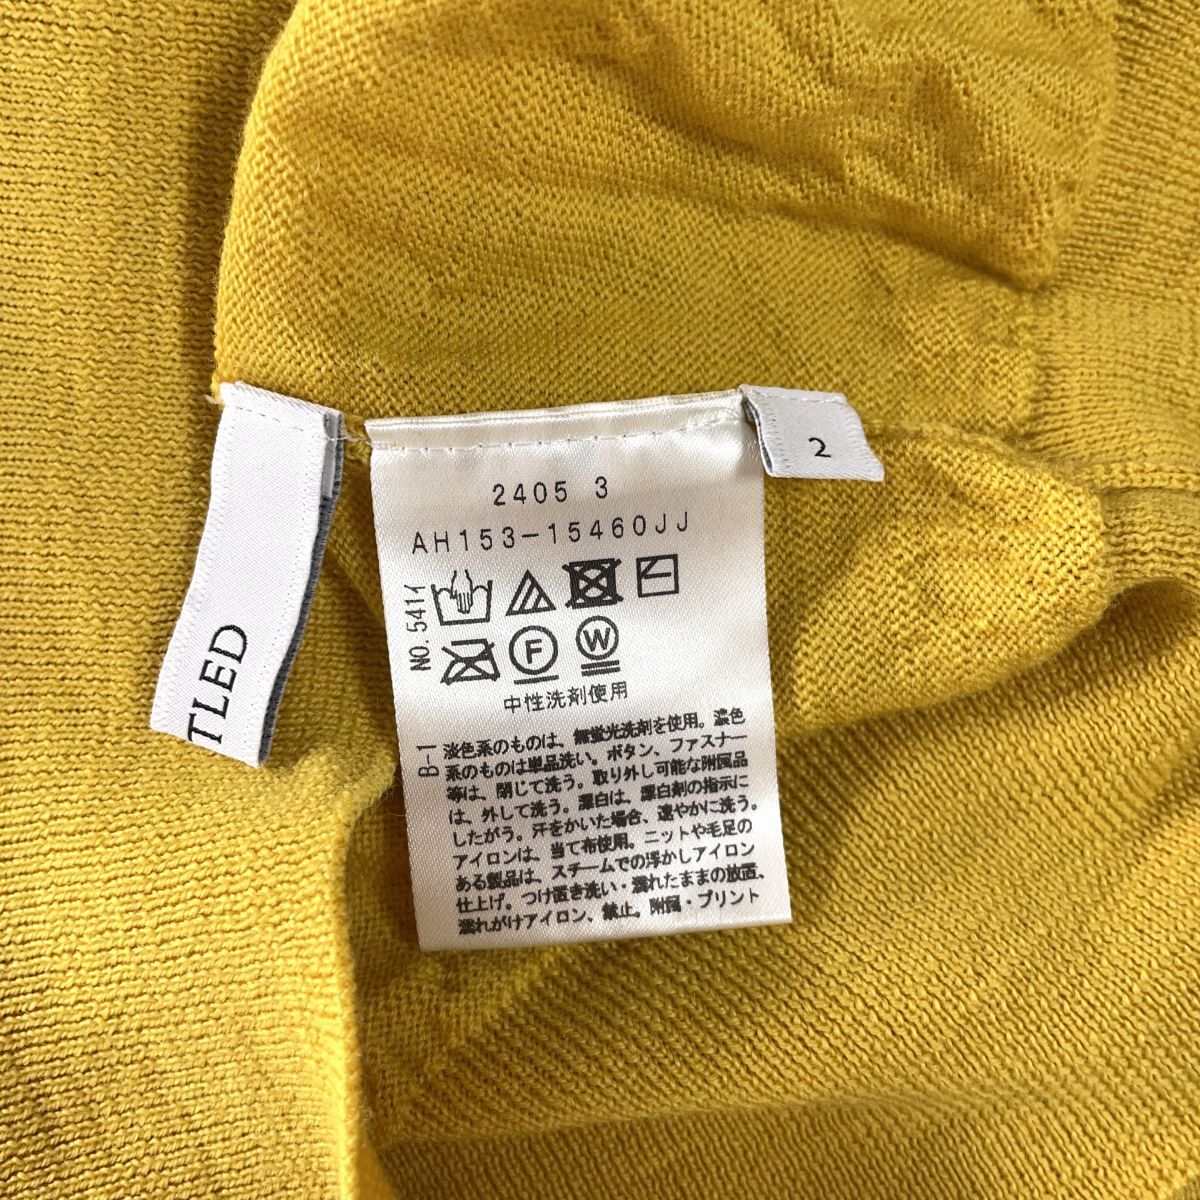 TLED
2
2405 3
AH153-15460JJ
NO. 541イ
F
W
中性洗剤使用
B-1
淡色系のものは、無蛍光洗剤を使用。濃色
系のものは単品洗い。ボタン、ファスナー
等は、閉じて洗う。取り外し可能な附属品
は、外して洗う。漂白は、漂白剤の指示に
したがう。汗をかいた場合、速やかに洗う。
アイロンは、当て布使用。ニットや毛足の
ある製品は、スチームでの浮かしアイロン
仕上げ。つけ置き洗い・濡れたままの放置、
濡れがけアイロン、禁止。附属・プリント